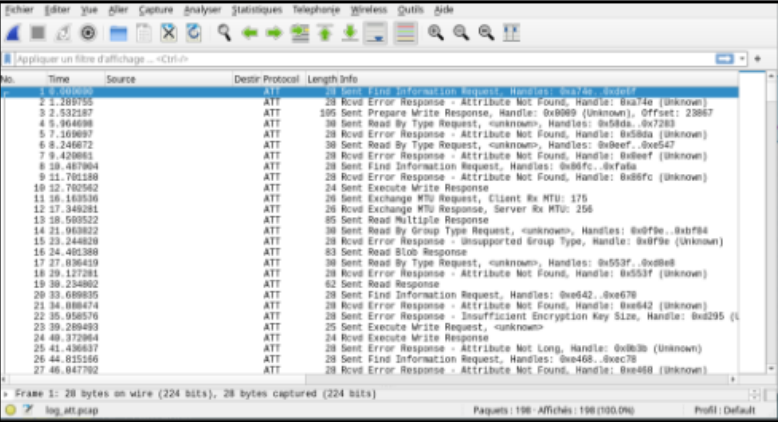 Fichier Editer Vue Aller Capture Analyser Statistiques Telephonie Wireless Outils Aide
Appliquer un filtre d'affichage ... <Ctrl-/>
No. Time Source Destir Protocol Length Info
1 0.000000 ATT 28 Sent Find Information Request, Handles: 0xa74e..0xde6f
2 1.289755 ATT 28 Rcvd Error Response - Attribute Not Found, Handle: 0xa74e (Unknown)
3 2.532187 ATT 105 Sent Prepare Write Response, Handle: 0x0009 (Unknown), Offset: 23867
4 5.964698 ATT 30 Sent Read By Type Request, <unknown>, Handles: 0x58da..0x7283
5 7.169097 ATT 28 Rcvd Error Response - Attribute Not Found, Handle: 0x58da (Unknown)
6 8.246072 ATT 30 Sent Read By Type Request, <unknown>, Handles: 0x0eef..0xe547
7 9.420061 ATT 28 Rcvd Error Response - Attribute Not Found, Handle: 0x0eef (Unknown)
8 10.487004 ATT 28 Sent Find Information Request, Handles: 0x86fc..0xfa6a
9 11.701180 ATT 28 Rcvd Error Response - Attribute Not Found, Handle: 0x86fc (Unknown)
10 12.702562 ATT 24 Sent Execute Write Response
11 16.163536 ATT 26 Sent Exchange MTU Request, Client Rx MTU: 175
12 17.349281 ATT 26 Rcvd Exchange MTU Response, Server Rx MTU: 256
13 18.503522 ATT 85 Sent Read Multiple Response
14 21.963822 ATT 30 Sent Read By Group Type Request, <unknown>, Handles: 0x0f9e..0xbf84
15 23.244820 ATT 28 Rcvd Error Response - Unsupported Group Type, Handle: 0x0f9e (Unknown)
16 24.401380 ATT 83 Sent Read Blob Response
17 27.836419 ATT 30 Sent Read By Type Request, <unknown>, Handles: 0x553f..0xd8e8
18 29.127281 ATT 28 Rcvd Error Response - Attribute Not Found, Handle: 0x553f (Unknown)
19 30.234802 ATT 62 Sent Read Response
20 33.689835 ATT 28 Sent Find Information Request, Handles: 0xe642..0xe670
21 34.880474 ATT 28 Rcvd Error Response - Attribute Not Found, Handle: 0xe642 (Unknown)
22 35.958576 ATT 28 Sent Error Response - Insufficient Encryption Key Size, Handle: 0xd295 (U
23 39.289493 ATT 25 Sent Execute Write Request, <unknown>
24 40.372964 ATT 24 Rcvd Execute Write Response
25 41.436637 ATT 28 Sent Error Response - Attribute Not Long, Handle: 0x0b3b (Unknown)
26 44.815166 ATT 28 Sent Find Information Request, Handles: 0xe468..0xec78
27 46.047702 ATT 28 Rcvd Error Response - Attribute Not Found, Handle: 0xe468 (Unknown)
Frame 1: 28 bytes on wire (224 bits), 28 bytes captured (224 bits)
log_att.pcap Paquets : 198 · Affichés : 198 (100.0%) Profil : Default